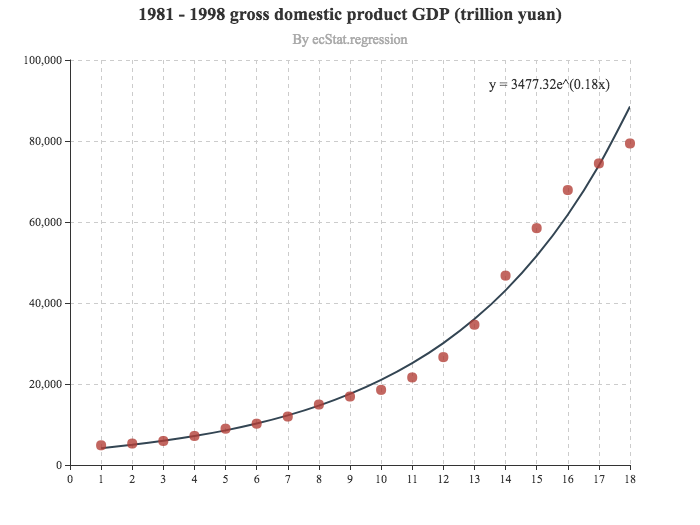 1981 - 1998 gross domestic product GDP (trillion yuan)
By ecStat.regression
100,000
y = 3477.32e^(0.18x)
80,000
60,000
40,000
20,000
0
0 1 2 3 4 5 6 7 8 9 10 11 12 13 14 15 16 17 18